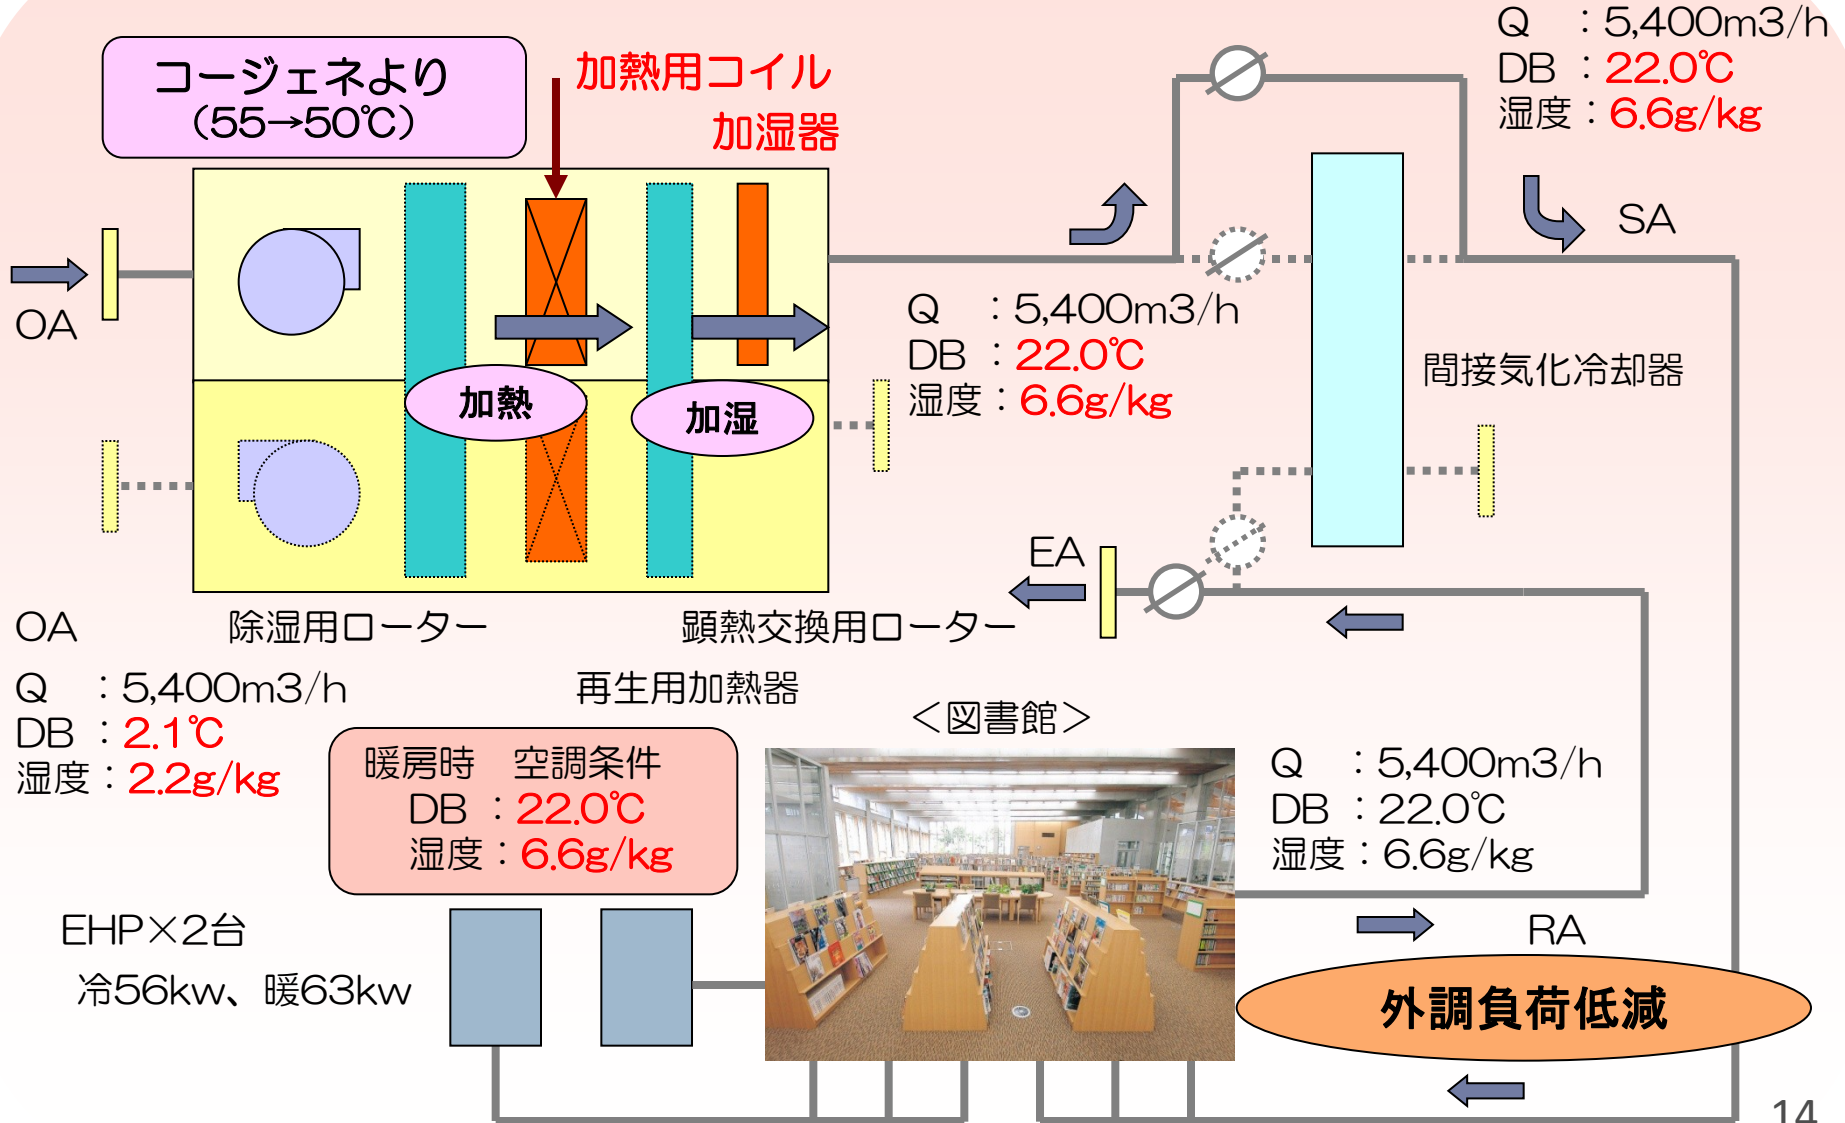 コージェネより
（55→50℃）
加熱用コイル
加湿器
Q　：5,400m3/h
DB ：22.0℃
湿度：6.6g/kg
SA
OA
Q　：5,400m3/h
DB ：22.0℃
湿度：6.6g/kg
間接気化冷却器
加熱
加湿
EA
OA
除湿用ローター
顕熱交換用ローター
Q　：5,400m3/h
DB ：2.1℃
湿度：2.2g/kg
再生用加熱器
＜図書館＞
暖房時　空調条件
DB ：22.0℃
湿度：6.6g/kg
Q　：5,400m3/h
DB ：22.0℃
湿度：6.6g/kg
EHP×2台
冷56kw、暖63kw
RA
外調負荷低減
14